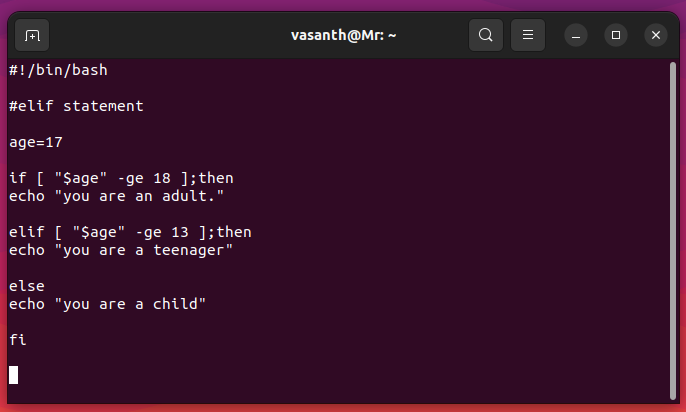 vasanth@Mr: ~
#!/bin/bash
#elif statement
age=17
if [ "$age" -ge 18 ];then
echo "you are an adult."
elif [ "$age" -ge 13 ];then
echo "you are a teenager"
else
echo "you are a child"
fi